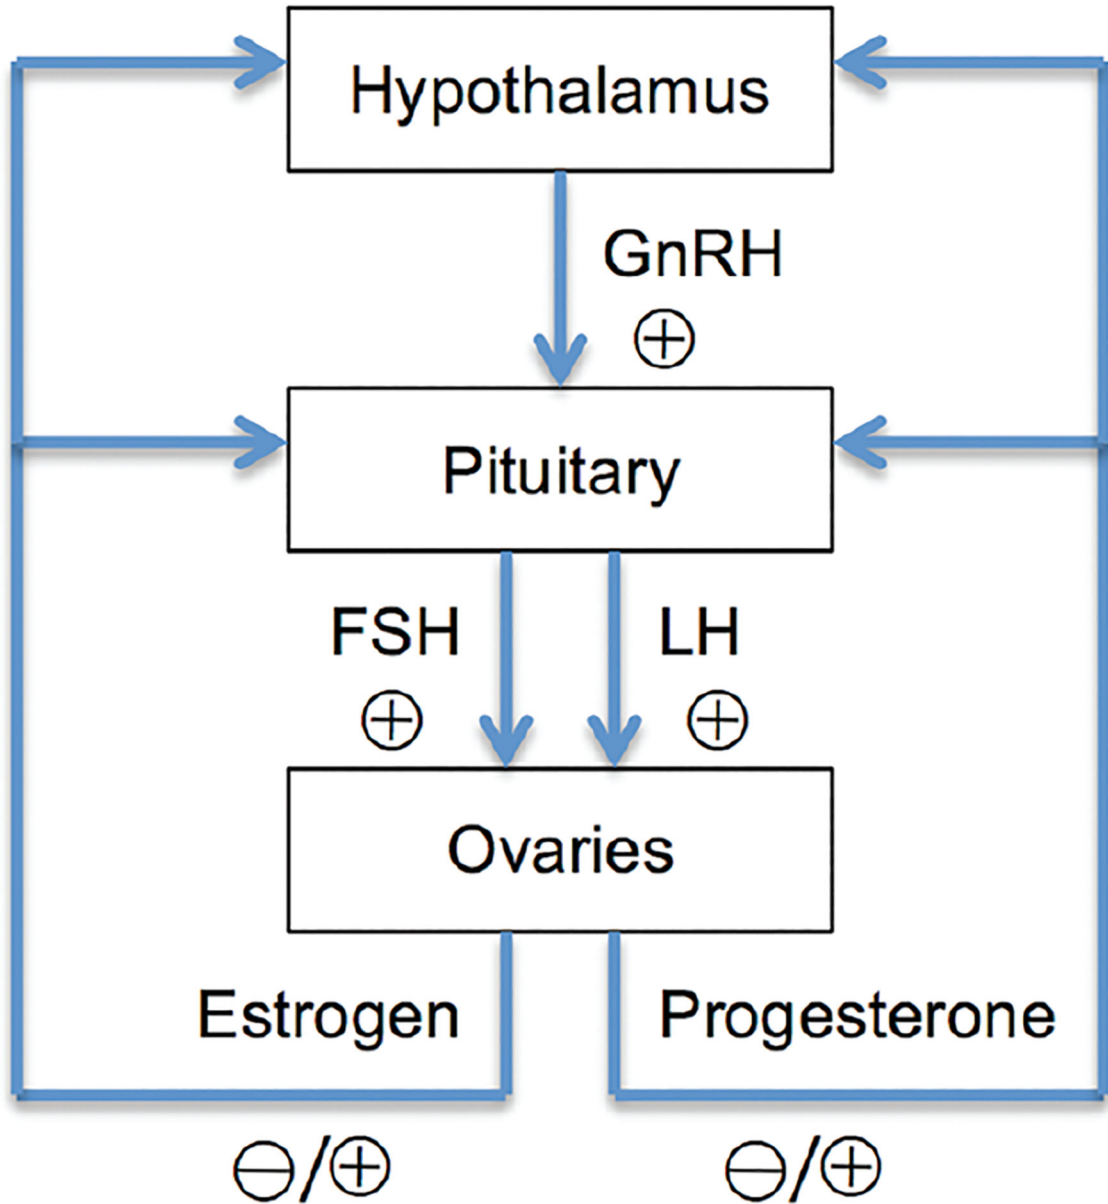 Hypothalamus
GnRH
⊕
Pituitary
FSH LH
⊕ ⊕
Ovaries
Estrogen Progesterone
⊖/⊕ ⊖/⊕